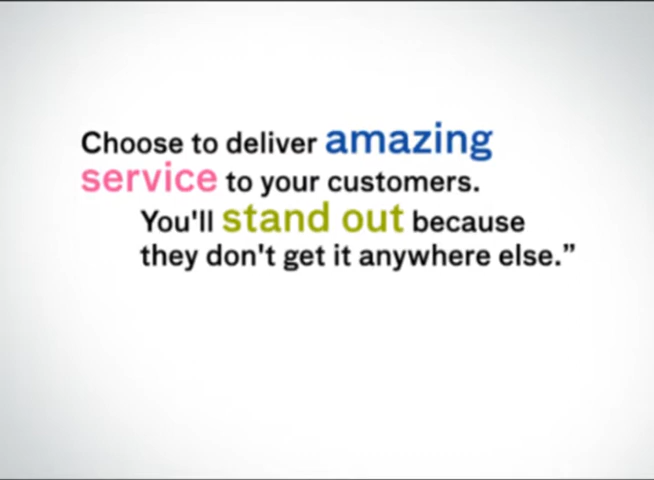 Choose to deliver amazing
service to your customers.
You'll stand out because
they don't get it anywhere else.”